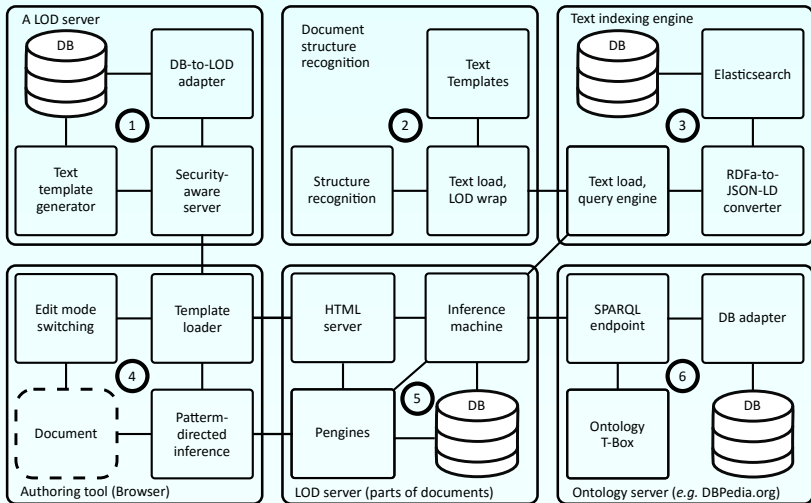 A LOD server
DB
DB-to-LOD
adapter
1
Text
template
generator
Security-
aware
server
Document
structure
recognition
Text
Templates
2
Structure
recognition
Text load,
LOD wrap
Text indexing engine
DB
Elasticsearch
3
Text load,
query engine
RDFa-to-
JSON-LD
converter
Edit mode
switching
Template
loader
4
Document
Patterm-
directed
inference
Authoring tool (Browser)
HTML
server
Inference
machine
5
Pengines
DB
LOD server (parts of documents)
SPARQL
endpoint
DB adapter
6
Ontology
T-Box
DB
Ontology server (e.g. DBPedia.org)